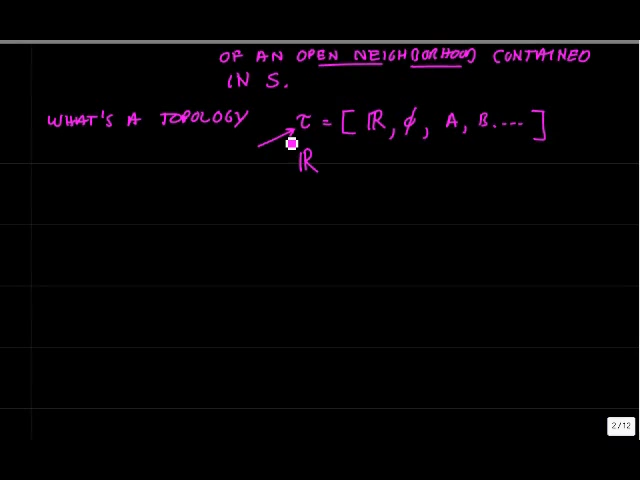 OF AN OPEN NEIGHBORHOOD CONTAINED
IN S.
WHAT'S A TOPOLOGY τ = [ ℝ, ϕ, A, B.... ]
ℝ
2/12